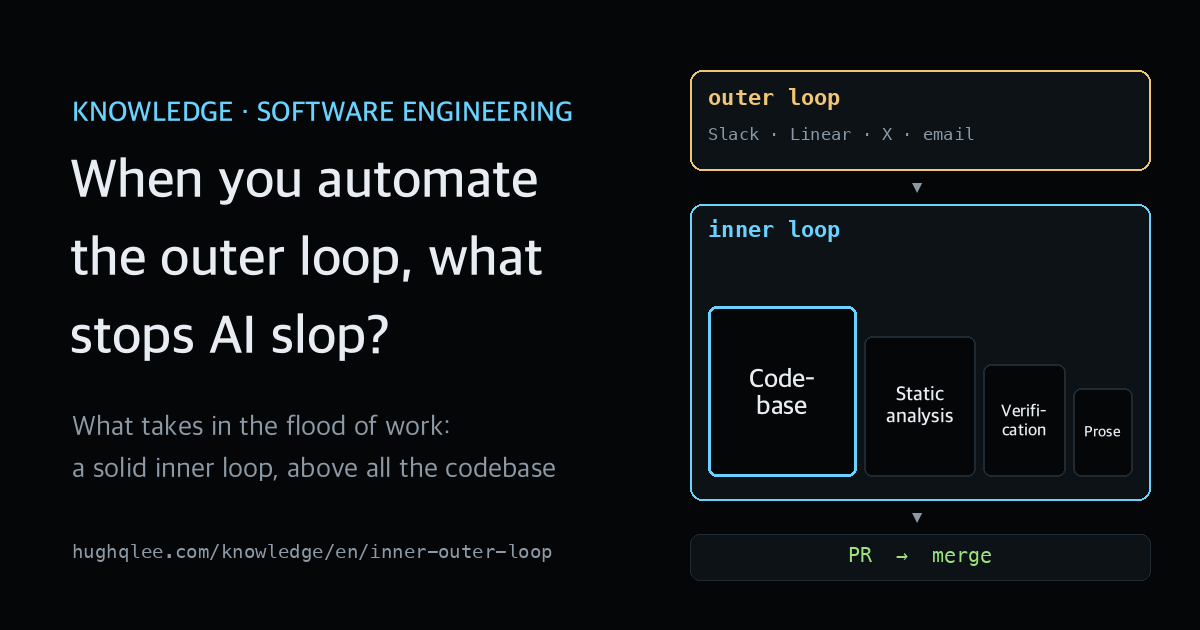 KNOWLEDGE · SOFTWARE ENGINEERING
When you automate
the outer loop, what
stops AI slop?
What takes in the flood of work:
a solid inner loop, above all the codebase
hughqlee.com/knowledge/en/inner-outer-loop
outer loop
Slack · Linear · X · email
▼
inner loop
Code-
base
Static
analysis
Verifi-
cation
Prose
▼
PR → merge